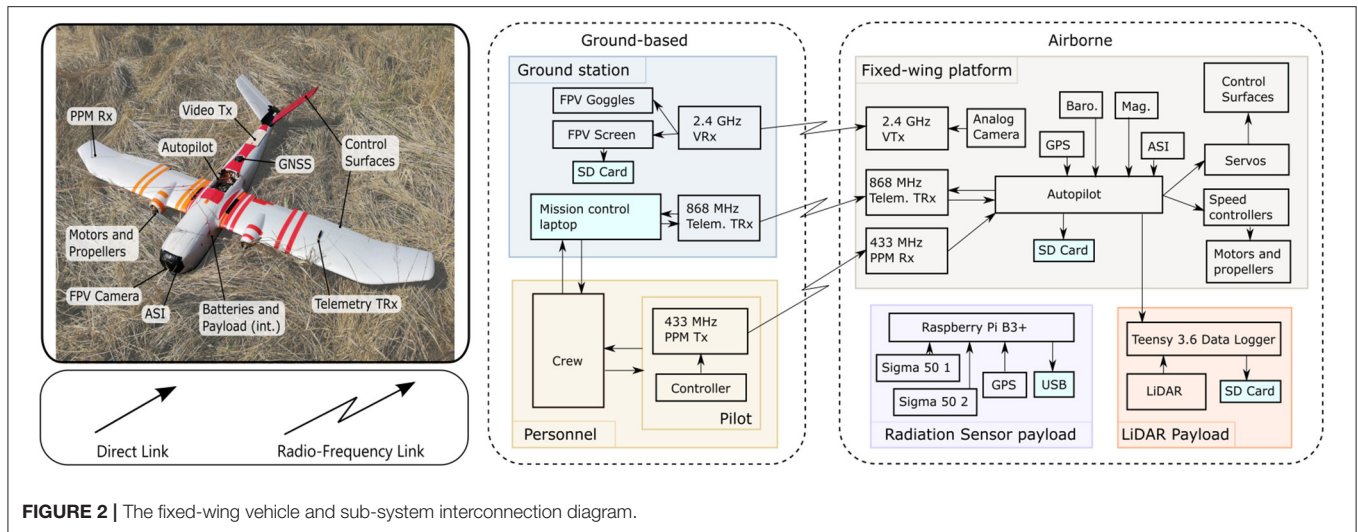 PPM Rx
Video Tx
Autopilot
GNSS
Control
Surfaces
Motors and
Propellers
FPV Camera
ASI
Batteries and
Payload (int.)
Telemetry TRx
Direct Link
Radio-Frequency Link
Ground-based
Ground station
FPV Goggles
FPV Screen
SD Card
2.4 GHz
VRx
Mission control
laptop
868 MHz
Telem. TRx
Crew
433 MHz
PPM Tx
Controller
Pilot
Personnel
Airborne
Fixed-wing platform
2.4 GHz
VTx
Analog
Camera
Baro.
Mag.
GPS
ASI
Control
Surfaces
Servos
868 MHz
Telem. TRx
Autopilot
Speed
controllers
433 MHz
PPM Rx
SD Card
Motors and
propellers
Raspberry Pi B3+
Sigma 50 1
Sigma 50 2
GPS
USB
Radiation Sensor payload
Teensy 3.6 Data Logger
LiDAR
SD Card
LiDAR Payload
FIGURE 2 | The fixed-wing vehicle and sub-system interconnection diagram.